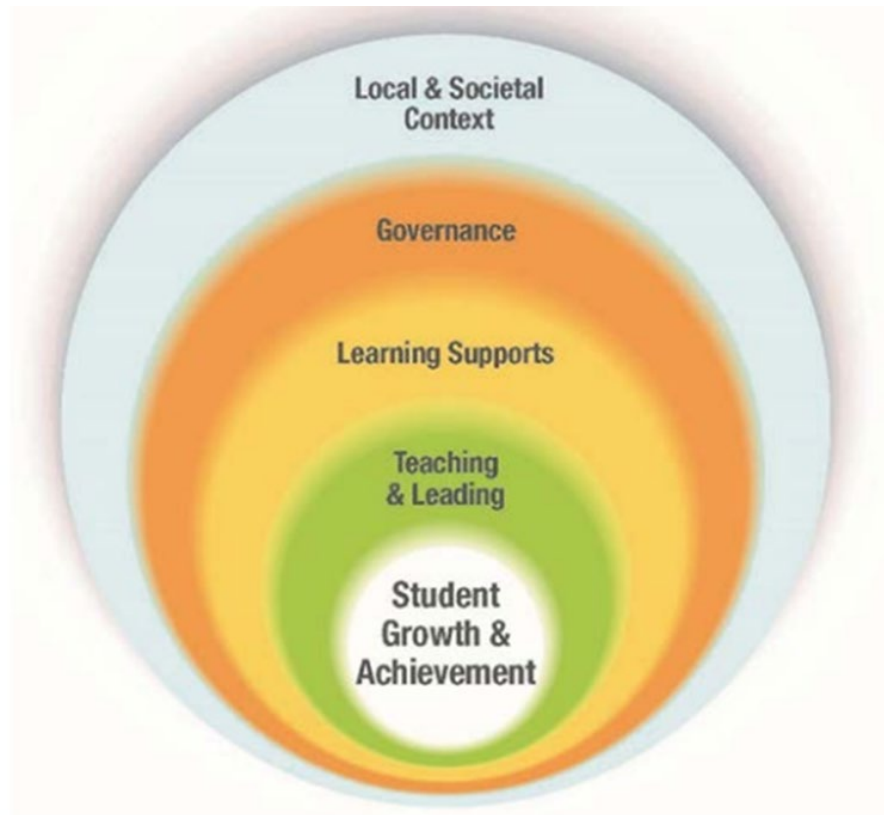 Local & Societal
Context
Governance
Learning Supports
Teaching
& Leading
Student
Growth &
Achievement